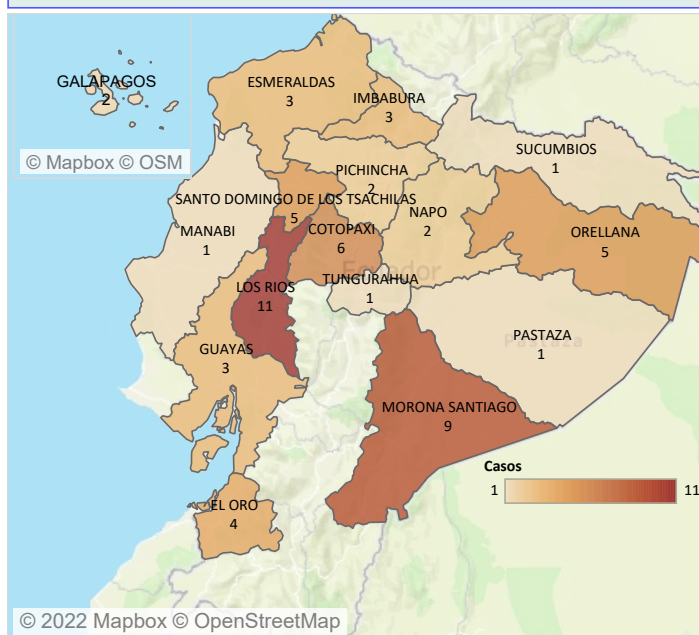 GALAPAGOS
2
© Mapbox © OSM
ESMERALDAS
3
IMBABURA
3
SUCUMBIOS
1
PICHINCHA
2
SANTO DOMINGO DE LOS TSACHILAS
5
NAPO
2
MANABI
1
COTOPAXI
6
ORELLANA
5
Ecuador
TUNGURAHUA
1
LOS RIOS
11
PASTAZA
1
Pastaza
GUAYAS
3
MORONA SANTIAGO
9
Casos
1
11
EL ORO
4
© 2022 Mapbox © OpenStreetMap